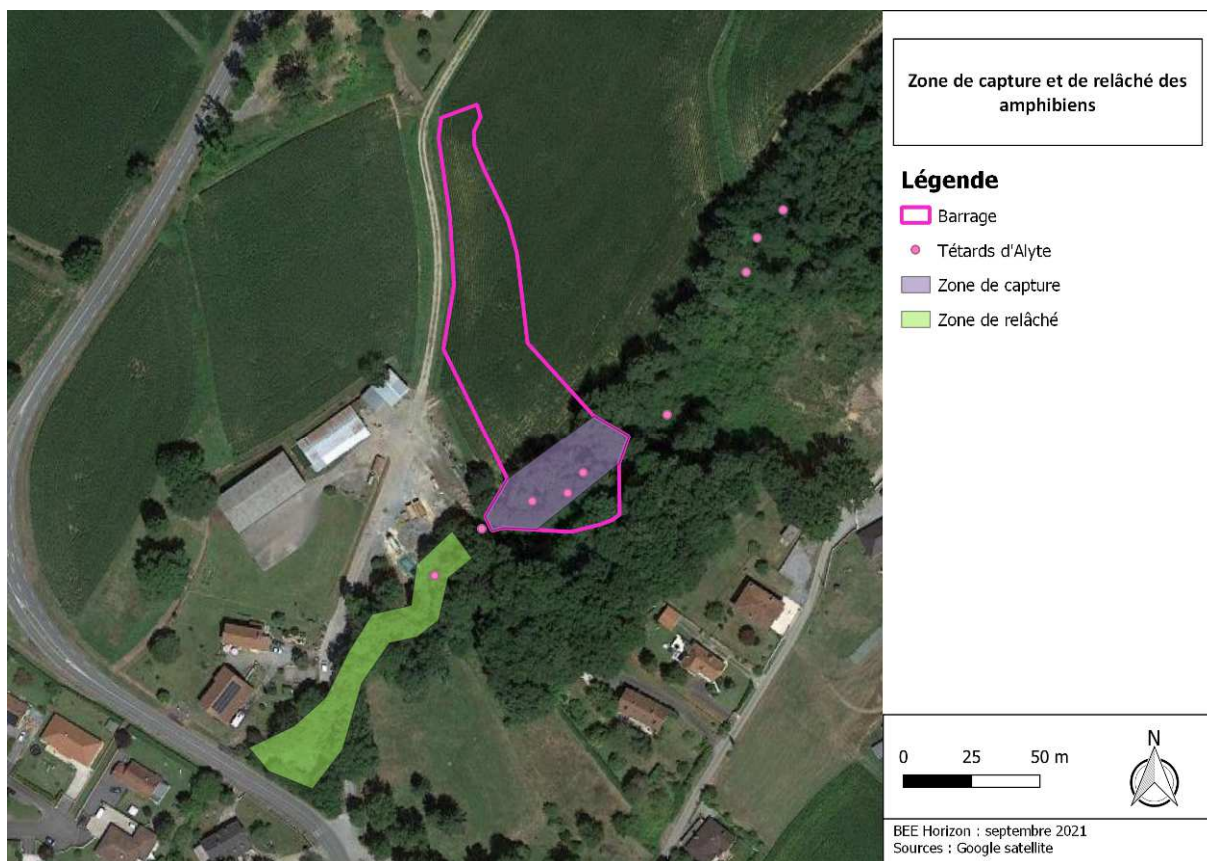 Zone de capture et de relâché des
amphibiens
Légende
Barrage
Tétards d'Alyte
Zone de capture
Zone de relâché
0 25 50 m
N
BEE Horizon : septembre 2021
Sources : Google satellite